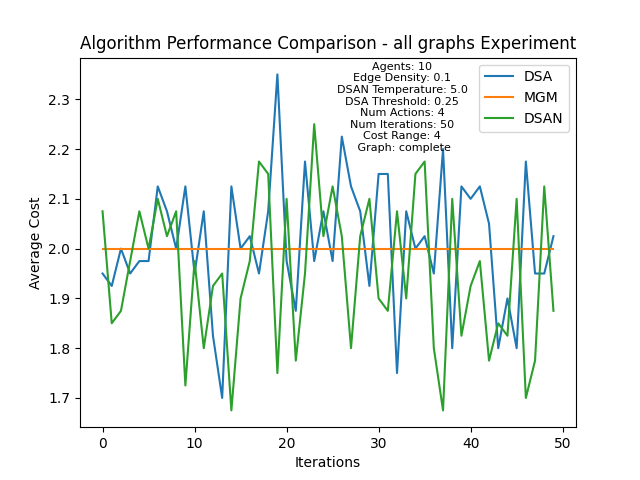 Algorithm Performance Comparison - all graphs Experiment
Agents: 10
Edge Density: 0.1
DSAN Temperature: 5.0
DSA Threshold: 0.25
Num Actions: 4
Num Iterations: 50
Cost Range: 4
Graph: complete
DSA
MGM
DSAN
Average Cost
2.3
2.2
2.1
2.0
1.9
1.8
1.7
0 10 20 30 40 50
Iterations